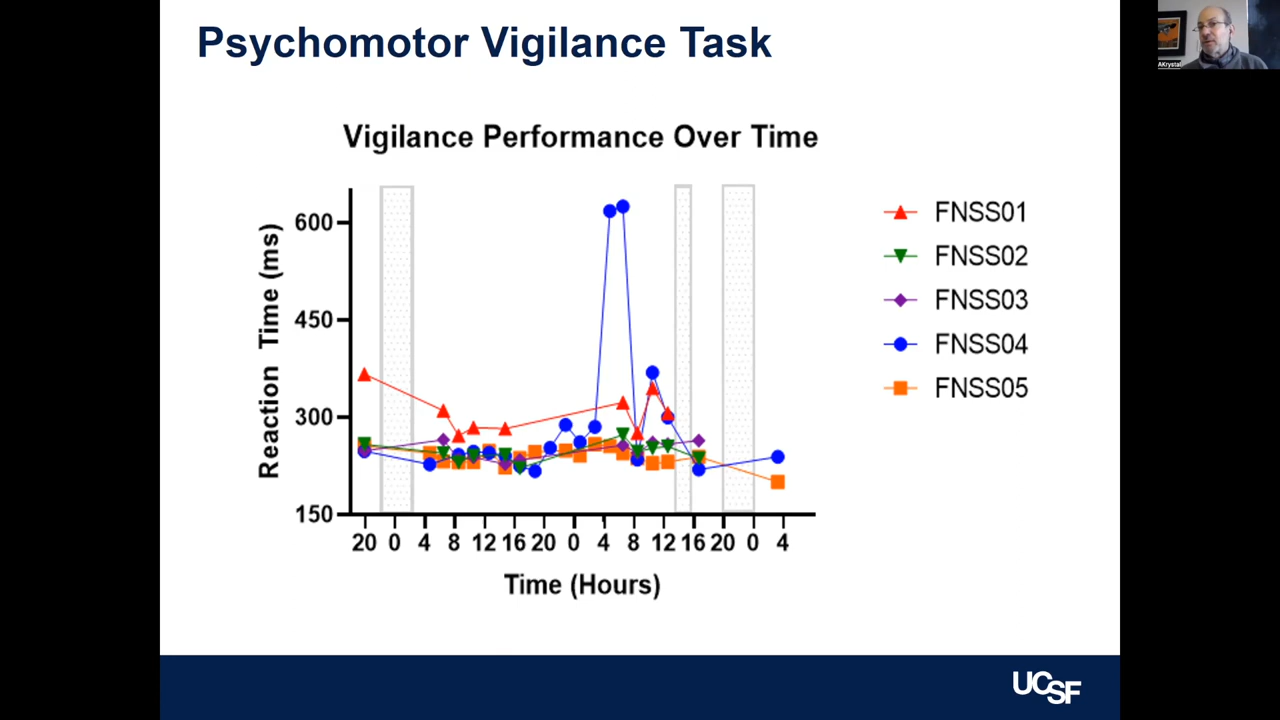 Psychomotor Vigilance Task
AKrystal
Vigilance Performance Over Time
Reaction Time (ms)
600
450
300
150
20 0 4 8 12 16 20 0 4 8 12 16 20 0 4
Time (Hours)
FNSS01
FNSS02
FNSS03
FNSS04
FNSS05
UCSF